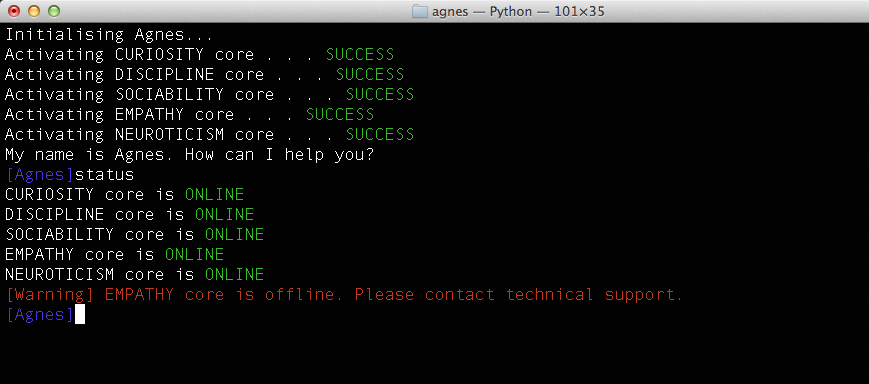 agnes — Python — 101×35
Initialising Agnes...
Activating CURIOSITY core . . . SUCCESS
Activating DISCIPLINE core . . . SUCCESS
Activating SOCIABILITY core . . . SUCCESS
Activating EMPATHY core . . . SUCCESS
Activating NEUROTICISM core . . . SUCCESS
My name is Agnes. How can I help you?
[Agnes]status
CURIOSITY core is ONLINE
DISCIPLINE core is ONLINE
SOCIABILITY core is ONLINE
EMPATHY core is ONLINE
NEUROTICISM core is ONLINE
[Warning] EMPATHY core is offline. Please contact technical support.
[Agnes]